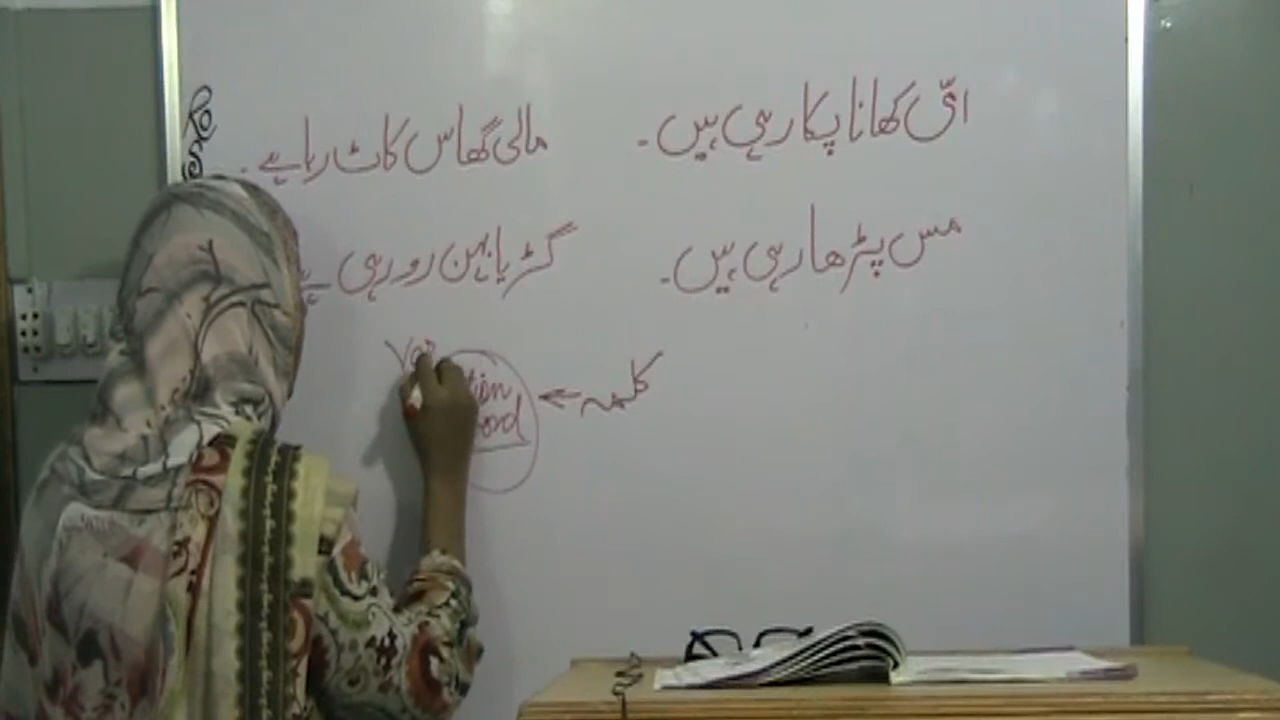 امّی کھانا پکا رہی ہیں۔
مالی گھاس کاٹ رہا ہے۔
مس پڑھا رہی ہیں۔
گڑیا بہن رو رہی ہے
کلمہ ←